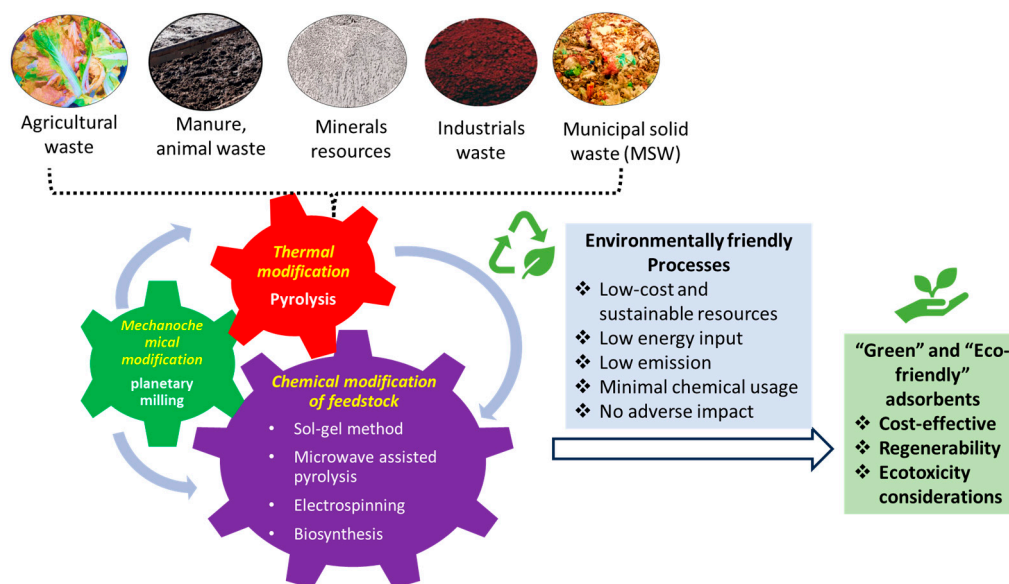 Agricultural
waste
Manure,
animal waste
Minerals
resources
Industrials
waste
Municipal solid
waste (MSW)
Thermal
modification
Pyrolysis
Mechanoche
mical modification
planetary
milling
Chemical modification
of feedstock
• Sol-gel method
• Microwave assisted
pyrolysis
• Electrospinning
• Biosynthesis
Environmentally friendly
Processes
❖ Low-cost and
sustainable resources
❖ Low energy input
❖ Low emission
❖ Minimal chemical usage
❖ No adverse impact
“Green” and “Eco-
friendly”
adsorbents
❖ Cost-effective
❖ Regenerability
❖ Ecotoxicity
considerations